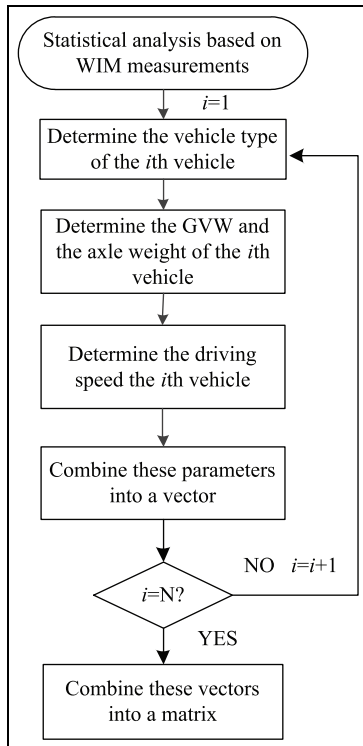 Statistical analysis based on
WIM measurements
i=1
Determine the vehicle type
of the ith vehicle
Determine the GVW and
the axle weight of the ith
vehicle
Determine the driving
speed the ith vehicle
Combine these parameters
into a vector
NO i=i+1
i=N?
YES
Combine these vectors
into a matrix